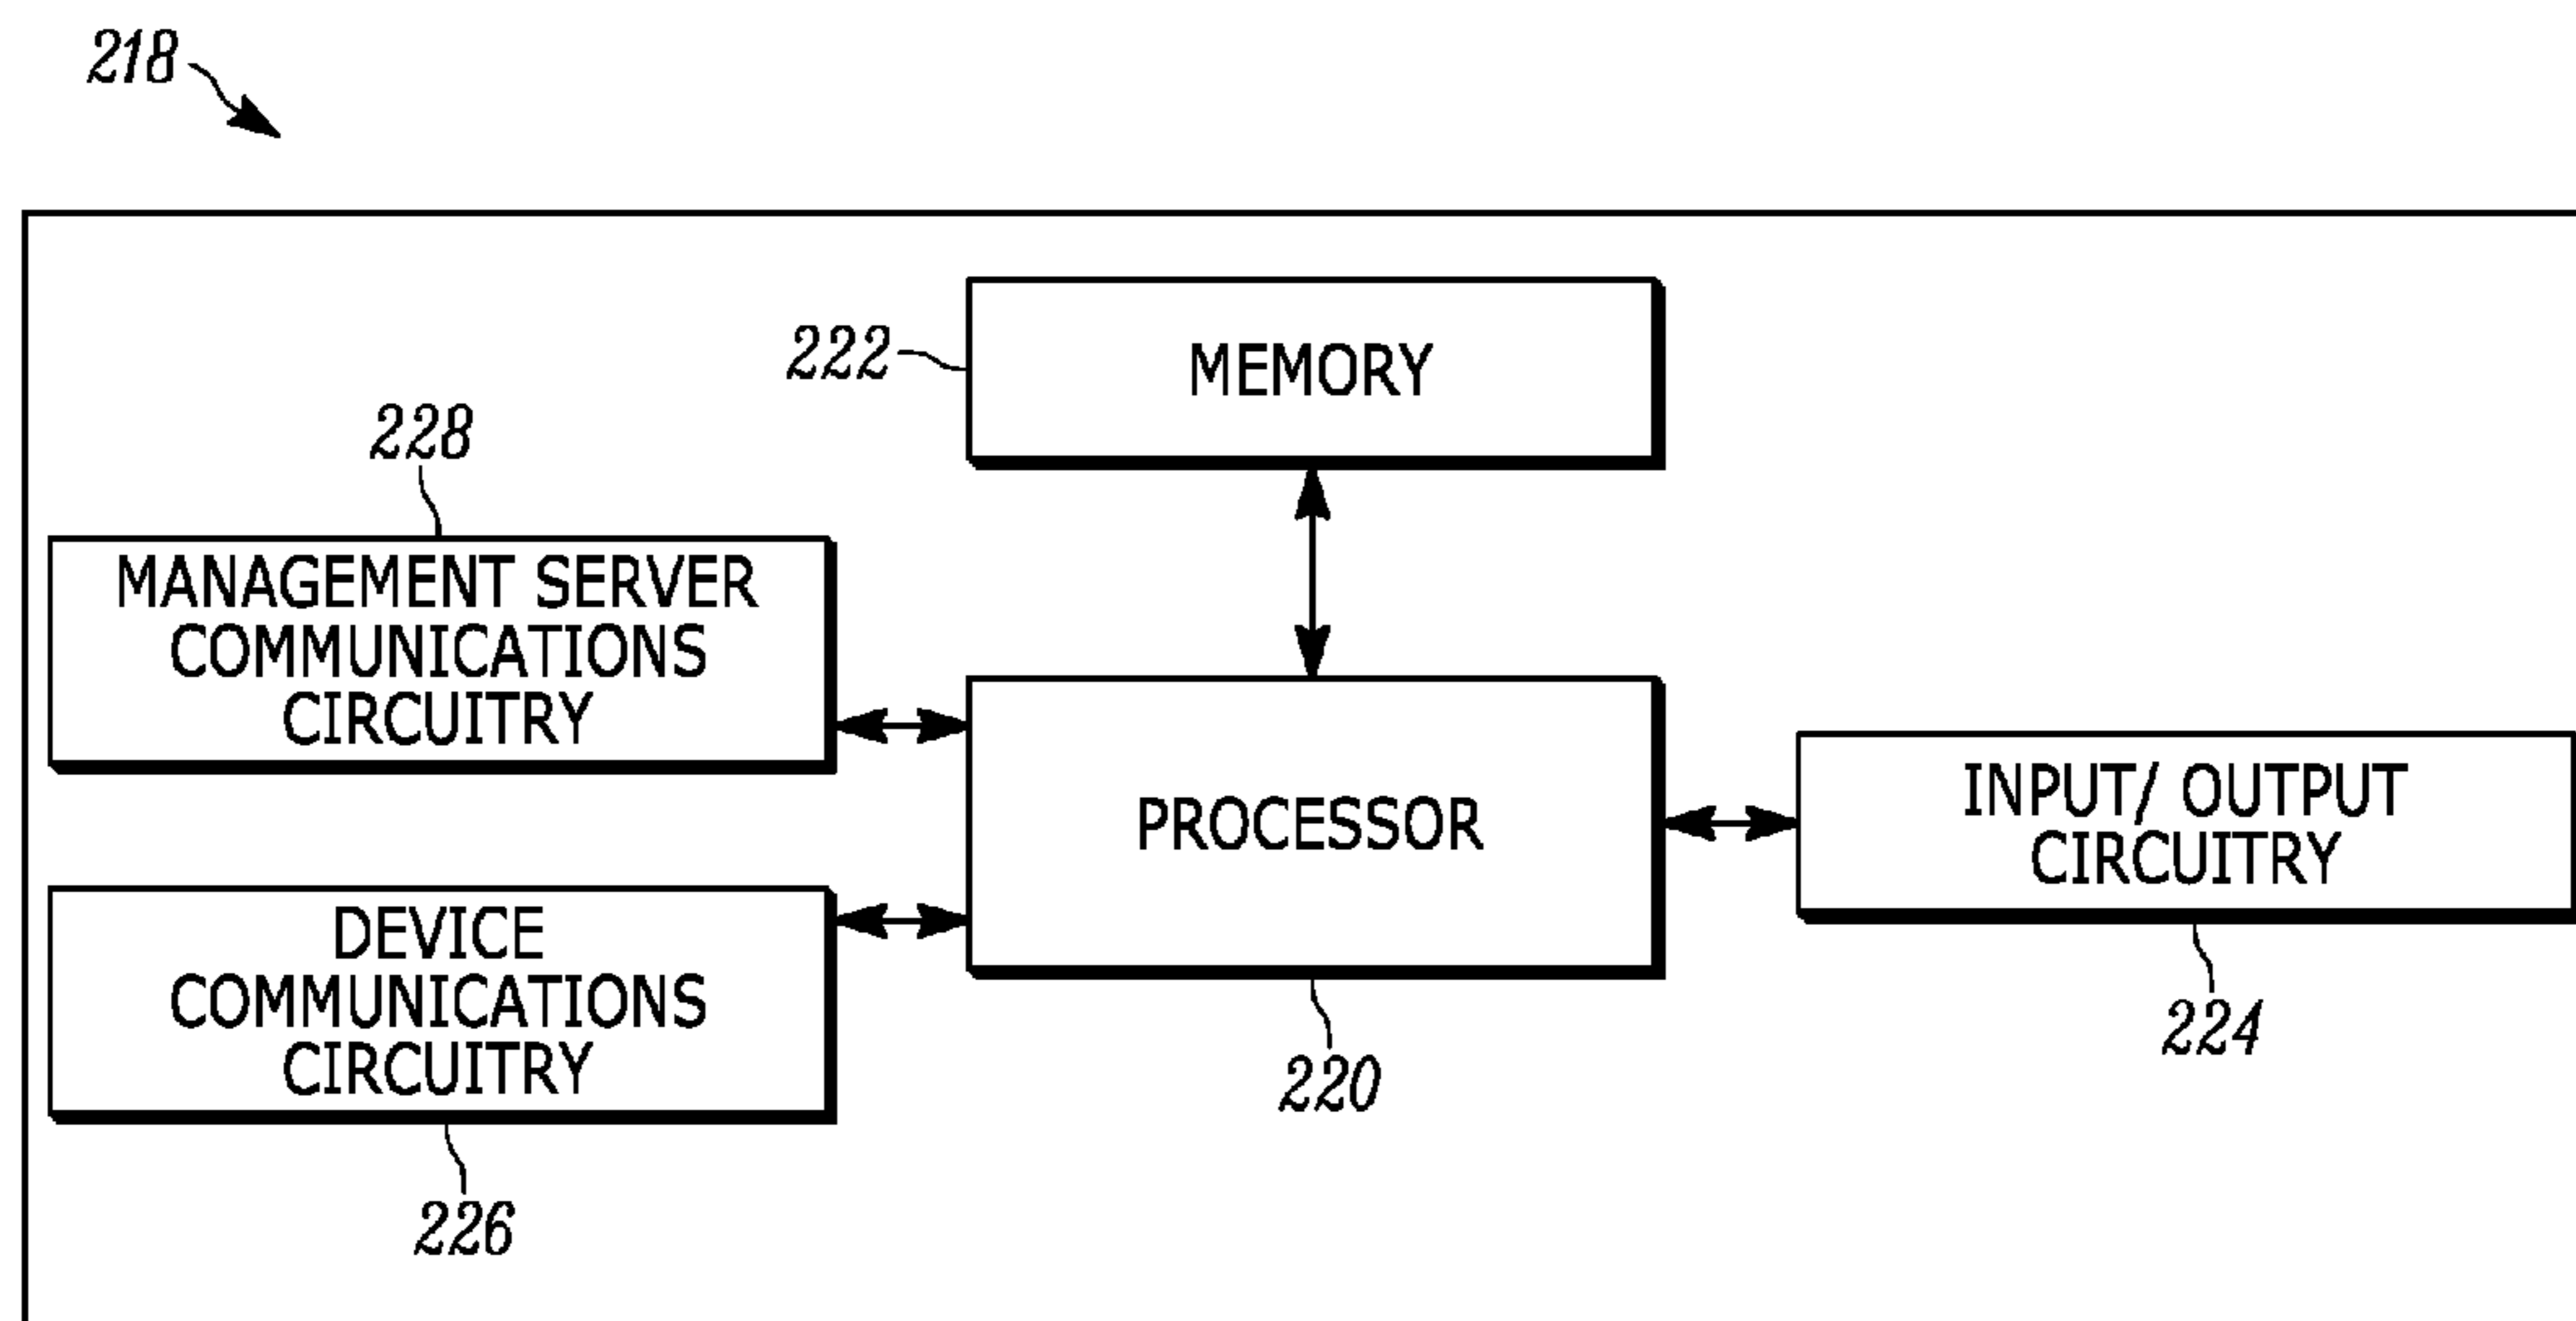 218
222
MEMORY
228
MANAGEMENT SERVER
COMMUNICATIONS
CIRCUITRY
PROCESSOR
INPUT/ OUTPUT
CIRCUITRY
DEVICE
COMMUNICATIONS
CIRCUITRY
224
220
226